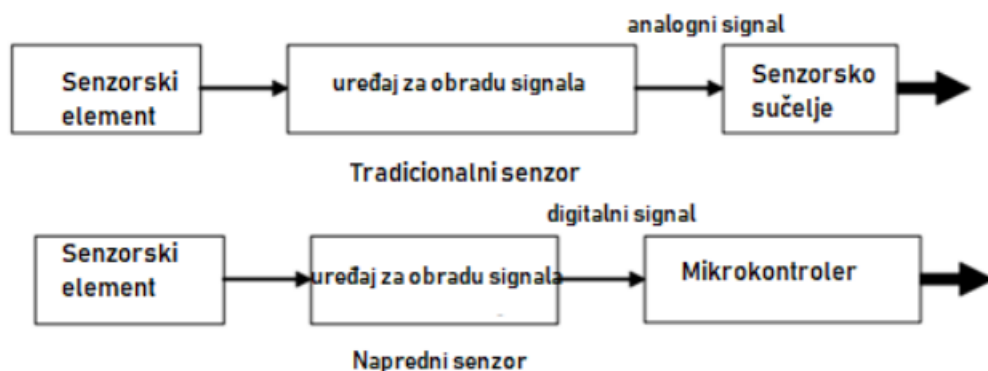 analogni signal
Senzorski
element
uređaj za obradu signala
Senzorsko
sučelje
Tradicionalni senzor
digitalni signal
Senzorski
element
uređaj za obradu signala
Mikrokontroler
Napredni senzor